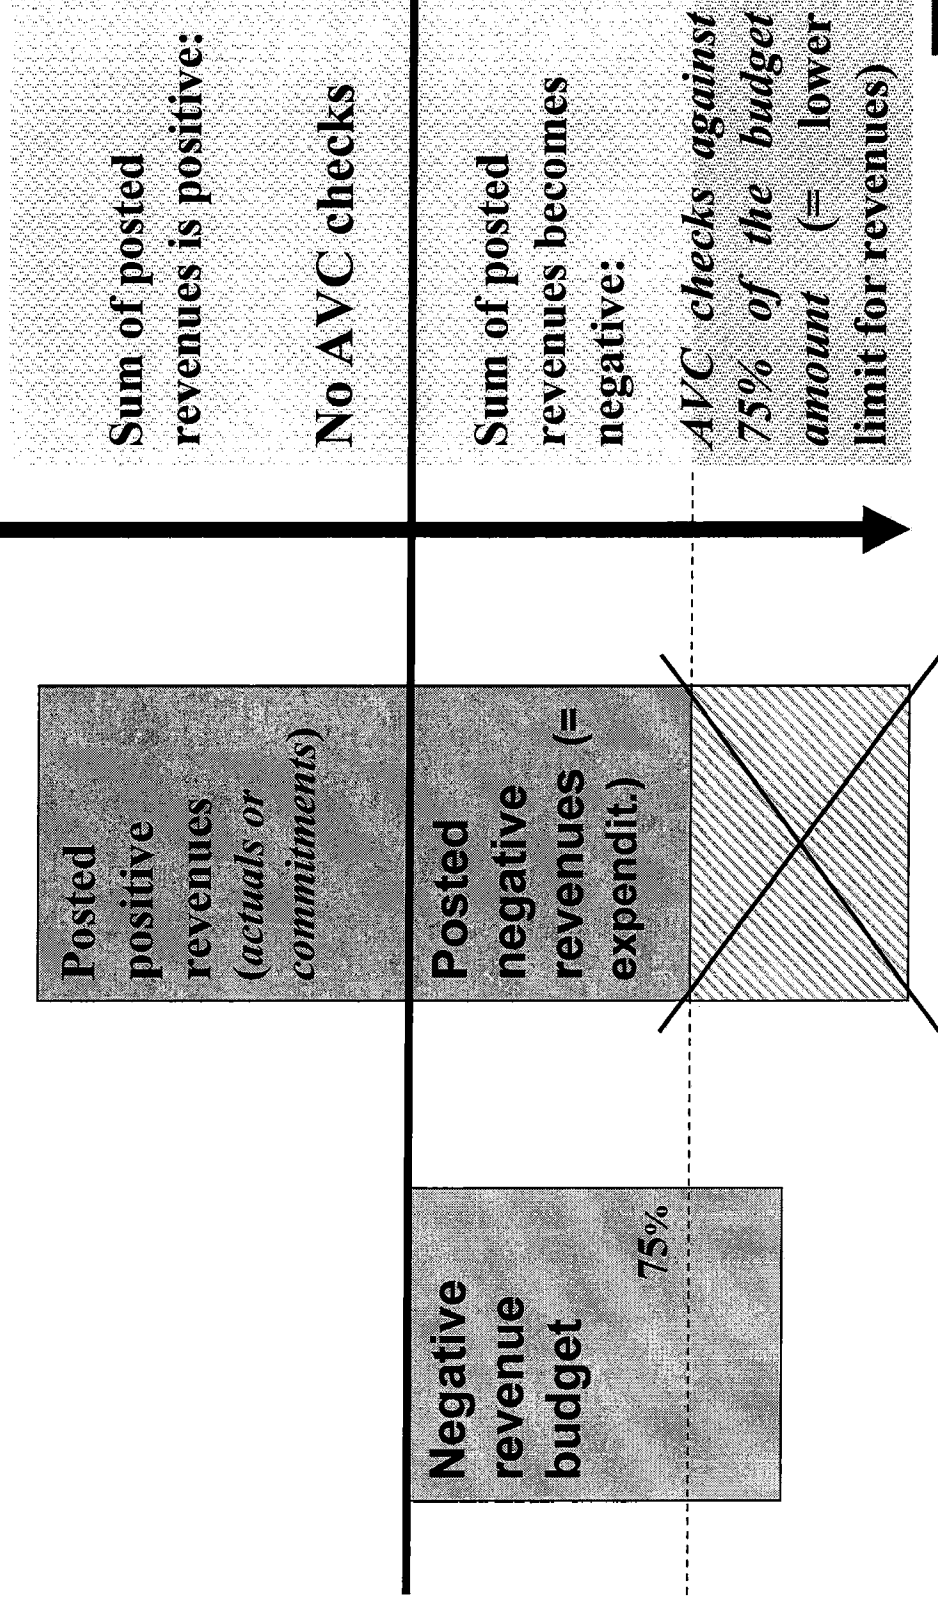 Negative
revenue
budget
75%
Posted
positive
revenues
(actuals or
commitments)
Posted
negative
revenues (=
expendit.)
Sum of posted
revenues is positive:
No AVC checks
Sum of posted
revenues becomes
negative:
AVC checks against
75% of the budget
amount (= lower
limit for revenues)